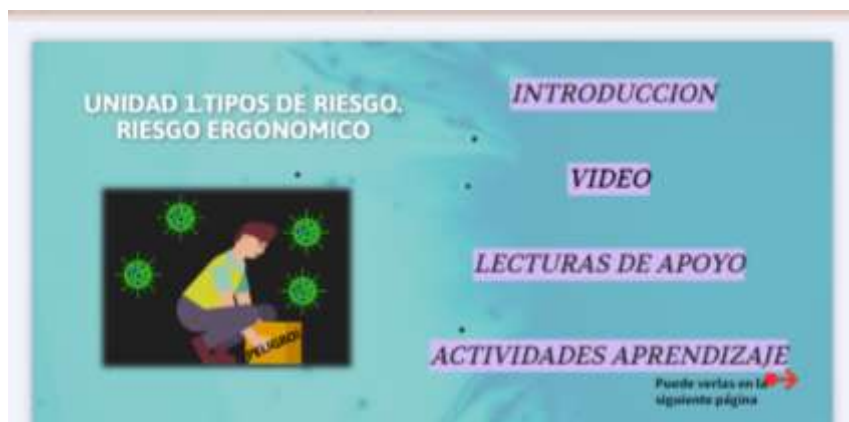 UNIDAD 1.TIPOS DE RIESGO.
RIESGO ERGONOMICO
INTRODUCCION
VIDEO
LECTURAS DE APOYO
ACTIVIDADES APRENDIZAJE
Puede verlas en la
siguiente página
PELIGRO!